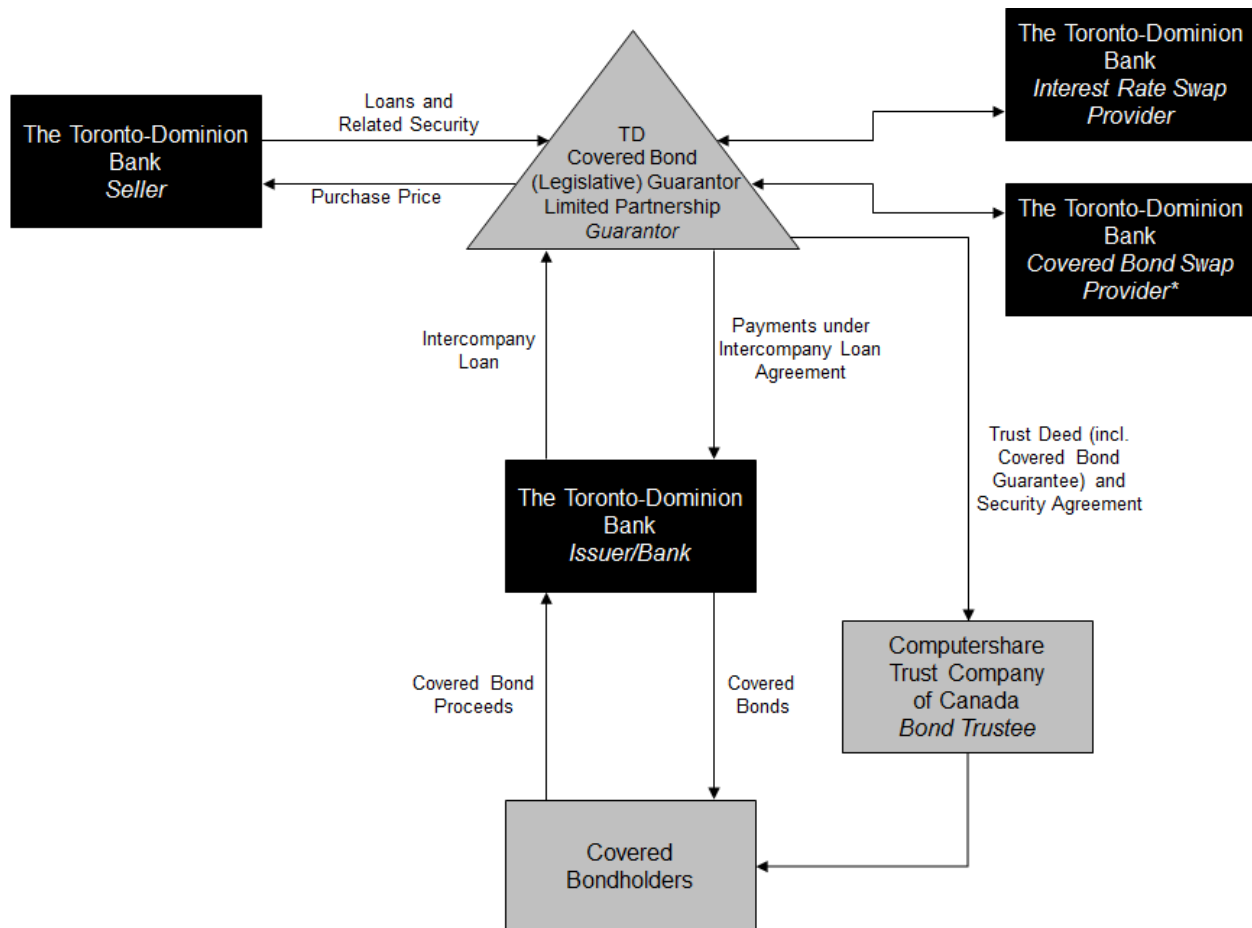 The Toronto-Dominion
Bank
Interest Rate Swap
Provider
Loans and
Related Security
The Toronto-Dominion
Bank
Seller
Purchase Price
TD
Covered Bond
(Legislative) Guarantor
Limited Partnership
Guarantor
The Toronto-Dominion
Bank
Covered Bond Swap
Provider*
Intercompany
Loan
Payments under
Intercompany Loan
Agreement
Trust Deed (incl.
Covered Bond
Guarantee) and
Security Agreement
The Toronto-Dominion
Bank
Issuer/Bank
Computershare
Trust Company
of Canada
Bond Trustee
Covered Bond
Proceeds
Covered
Bonds
Covered
Bondholders